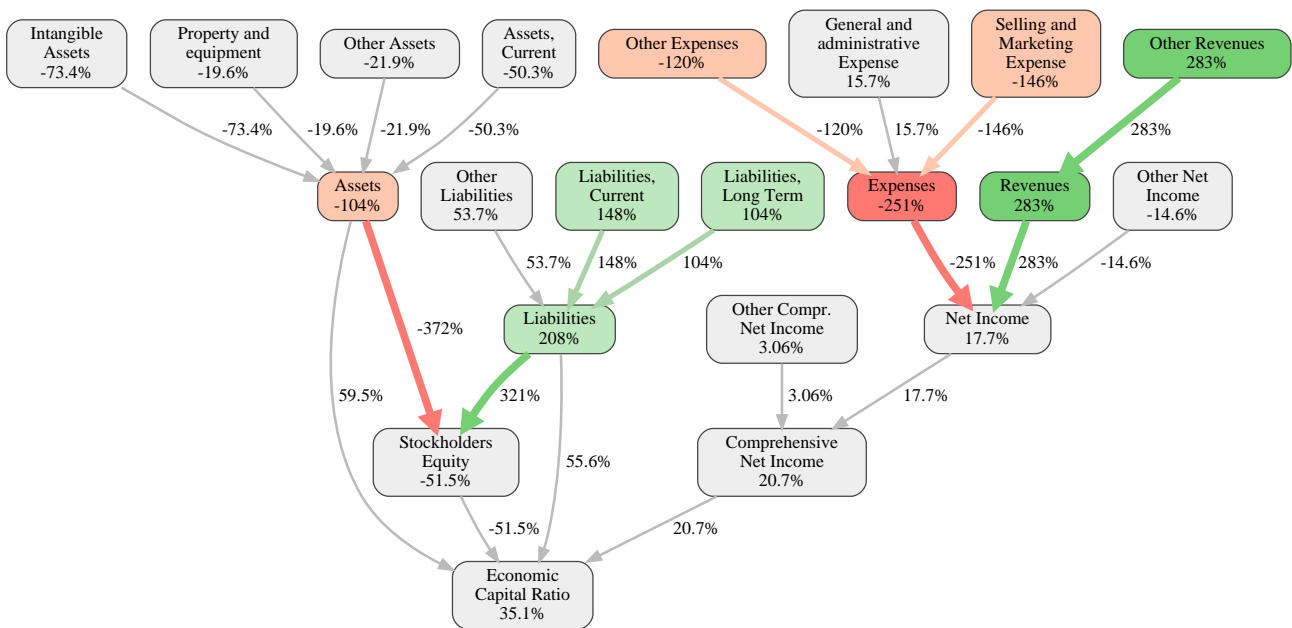 Intangible
Assets
-73.4%
Property and
equipment
-19.6%
Other Assets
-21.9%
Assets,
Current
-50.3%
Other Expenses
-120%
General and
administrative
Expense
15.7%
Selling and
Marketing
Expense
-146%
Other Revenues
283%
-73.4%
-19.6%
-21.9%
-50.3%
-120%
15.7%
-146%
283%
Assets
-104%
Other
Liabilities
53.7%
Liabilities,
Current
148%
Liabilities,
Long Term
104%
Expenses
-251%
Revenues
283%
Other Net
Income
-14.6%
53.7%
148%
104%
-251%
283%
-14.6%
-372%
Liabilities
208%
Other Compr.
Net Income
3.06%
Net Income
17.7%
59.5%
321%
3.06%
17.7%
Stockholders
Equity
-51.5%
55.6%
Comprehensive
Net Income
20.7%
-51.5%
20.7%
Economic
Capital Ratio
35.1%